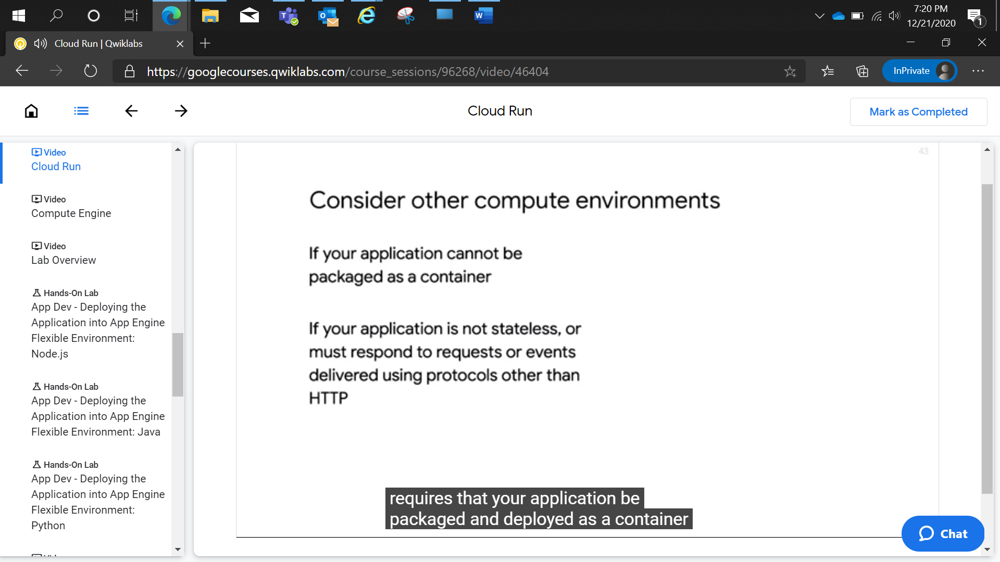 7:20 PM
12/21/2020
1
Cloud Run | Qwiklabs
https://googlecourses.qwiklabs.com/course_sessions/96268/video/46404
InPrivate
Cloud Run
Mark as Completed
Video
Cloud Run
Video
Compute Engine
Video
Lab Overview
Hands-On Lab
App Dev - Deploying the
Application into App Engine
Flexible Environment:
Node.js
Hands-On Lab
App Dev - Deploying the
Application into App Engine
Flexible Environment: Java
Hands-On Lab
App Dev - Deploying the
Application into App Engine
Flexible Environment:
Python
43
Consider other compute environments
If your application cannot be
packaged as a container
If your application is not stateless, or
must respond to requests or events
delivered using protocols other than
HTTP
requires that your application be
packaged and deployed as a container
Chat